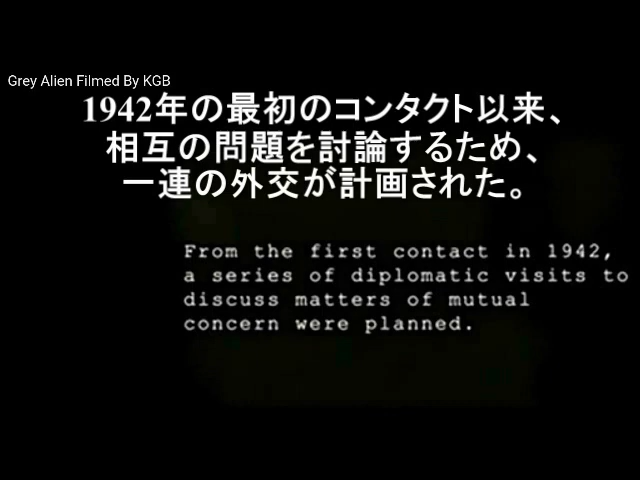 Grey Alien Filmed By KGB
1942年の最初のコンタクト以来、
相互の問題を討論するため、
一連の外交が計画された。
From the first contact in 1942,
a series of diplomatic visits to
discuss matters of mutual
concern were planned.